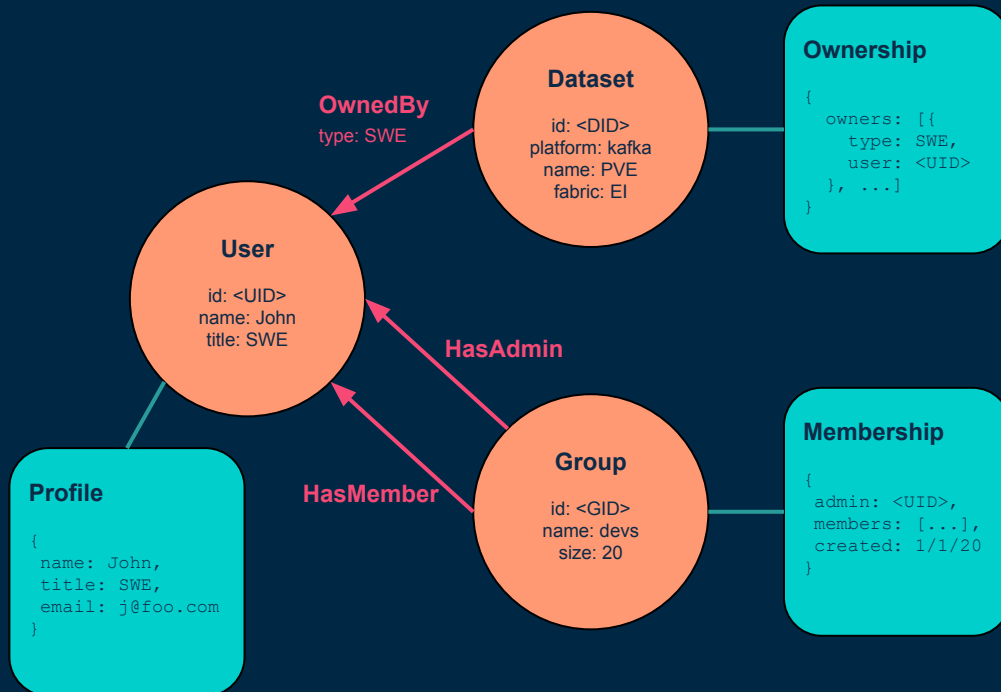 Dataset
id: <DID>
platform: kafka
name: PVE
fabric: EI
Ownership
{
  owners: [{
    type: SWE,
    user: <UID>
  }, ...]
}
OwnedBy
type: SWE
User
id: <UID>
name: John
title: SWE
HasAdmin
HasMember
Group
id: <GID>
name: devs
size: 20
Membership
{
 admin: <UID>,
 members: [...],
 created: 1/1/20
}
Profile
{
 name: John,
 title: SWE,
 email: j@foo.com
}